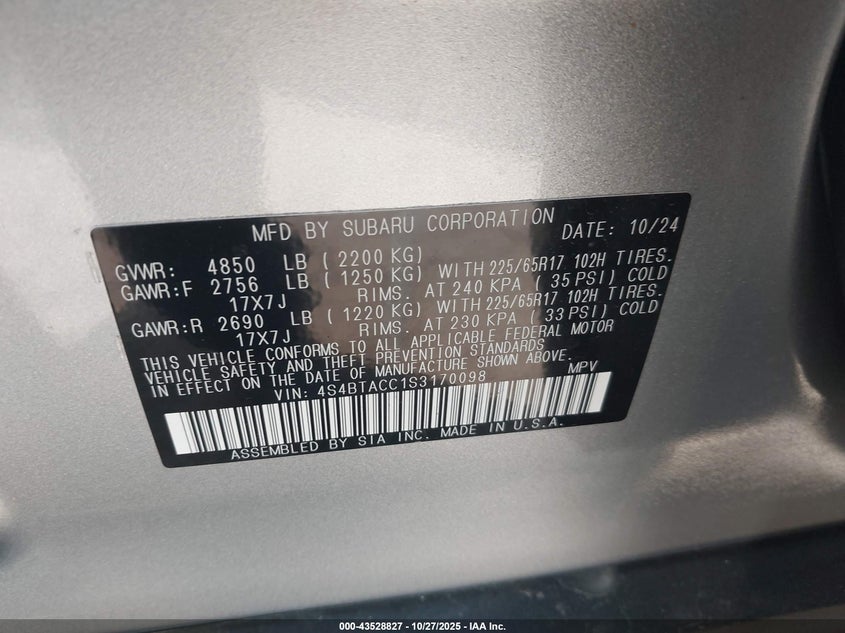 MFD BY SUBARU CORPORATION DATE: 10/24
GVWR: 4850 LB ( 2200 KG)
GAWR:F 2756 LB ( 1250 KG) WITH 225/65R17 102H TIRES.
17X7J RIMS. AT 240 KPA ( 35 PSI) COLD
GAWR:R 2690 LB ( 1220 KG) WITH 225/65R17 102H TIRES.
17X7J RIMS. AT 230 KPA ( 33 PSI) COLD
THIS VEHICLE CONFORMS TO ALL APPLICABLE FEDERAL MOTOR
VEHICLE SAFETY AND THEFT PREVENTION STANDARDS
IN EFFECT ON THE DATE OF MANUFACTURE SHOWN ABOVE.
VIN: 4S4BTACC1S3170098 MPV
ASSEMBLED BY SIA INC. MADE IN U.S.A.
000-43528827 - 10/27/2025 - IAA Inc.